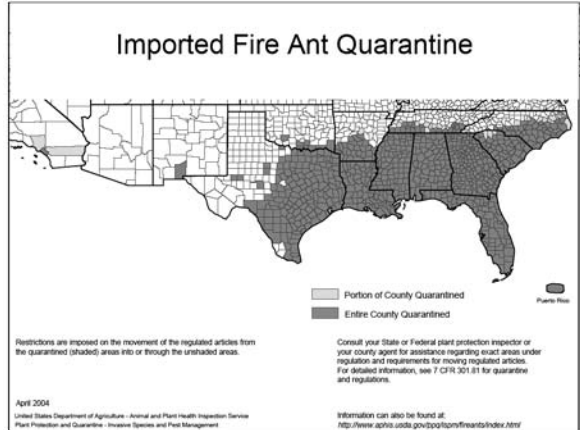 Imported Fire Ant Quarantine
Portion of County Quarantined
Entire County Quarantined
Puerto Rico
Restrictions are imposed on the movement of the regulated articles from
the quarantined (shaded) areas into or through the unshaded areas.
Consult your State or Federal plant protection inspector or
your county agent for assistance regarding exact areas under
regulation and requirements for moving regulated articles.
For detailed information, see 7 CFR 301.81 for quarantine
and regulations.
April 2004
United States Department of Agriculture - Animal and Plant Health Inspection Service
Plant Protection and Quarantine - Invasive Species and Pest Management
Information can also be found at:
http://www.aphis.usda.gov/ppq/ispm/fireants/index.html